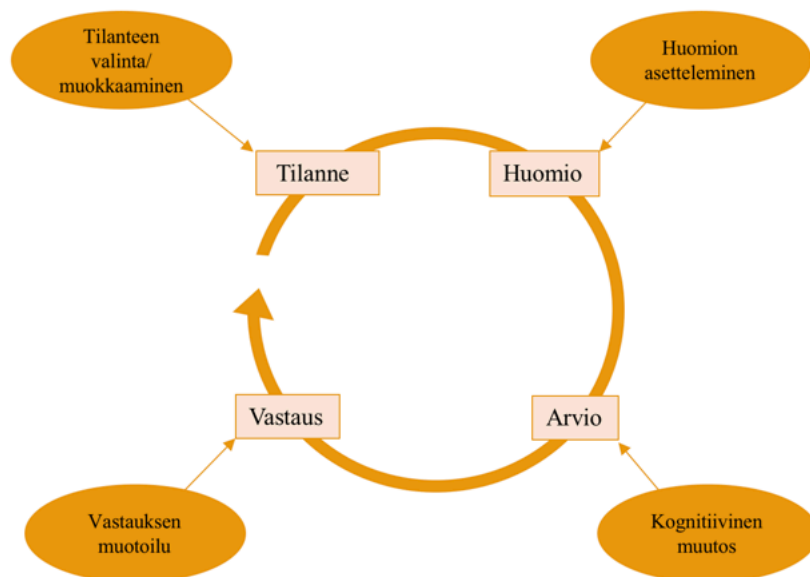 Tilanteen
valinta/
muokkaaminen
Huomion
asetteleminen
Tilanne
Huomio
Vastaus
Arvio
Vastauksen
muotoilu
Kognitiivinen
muutos